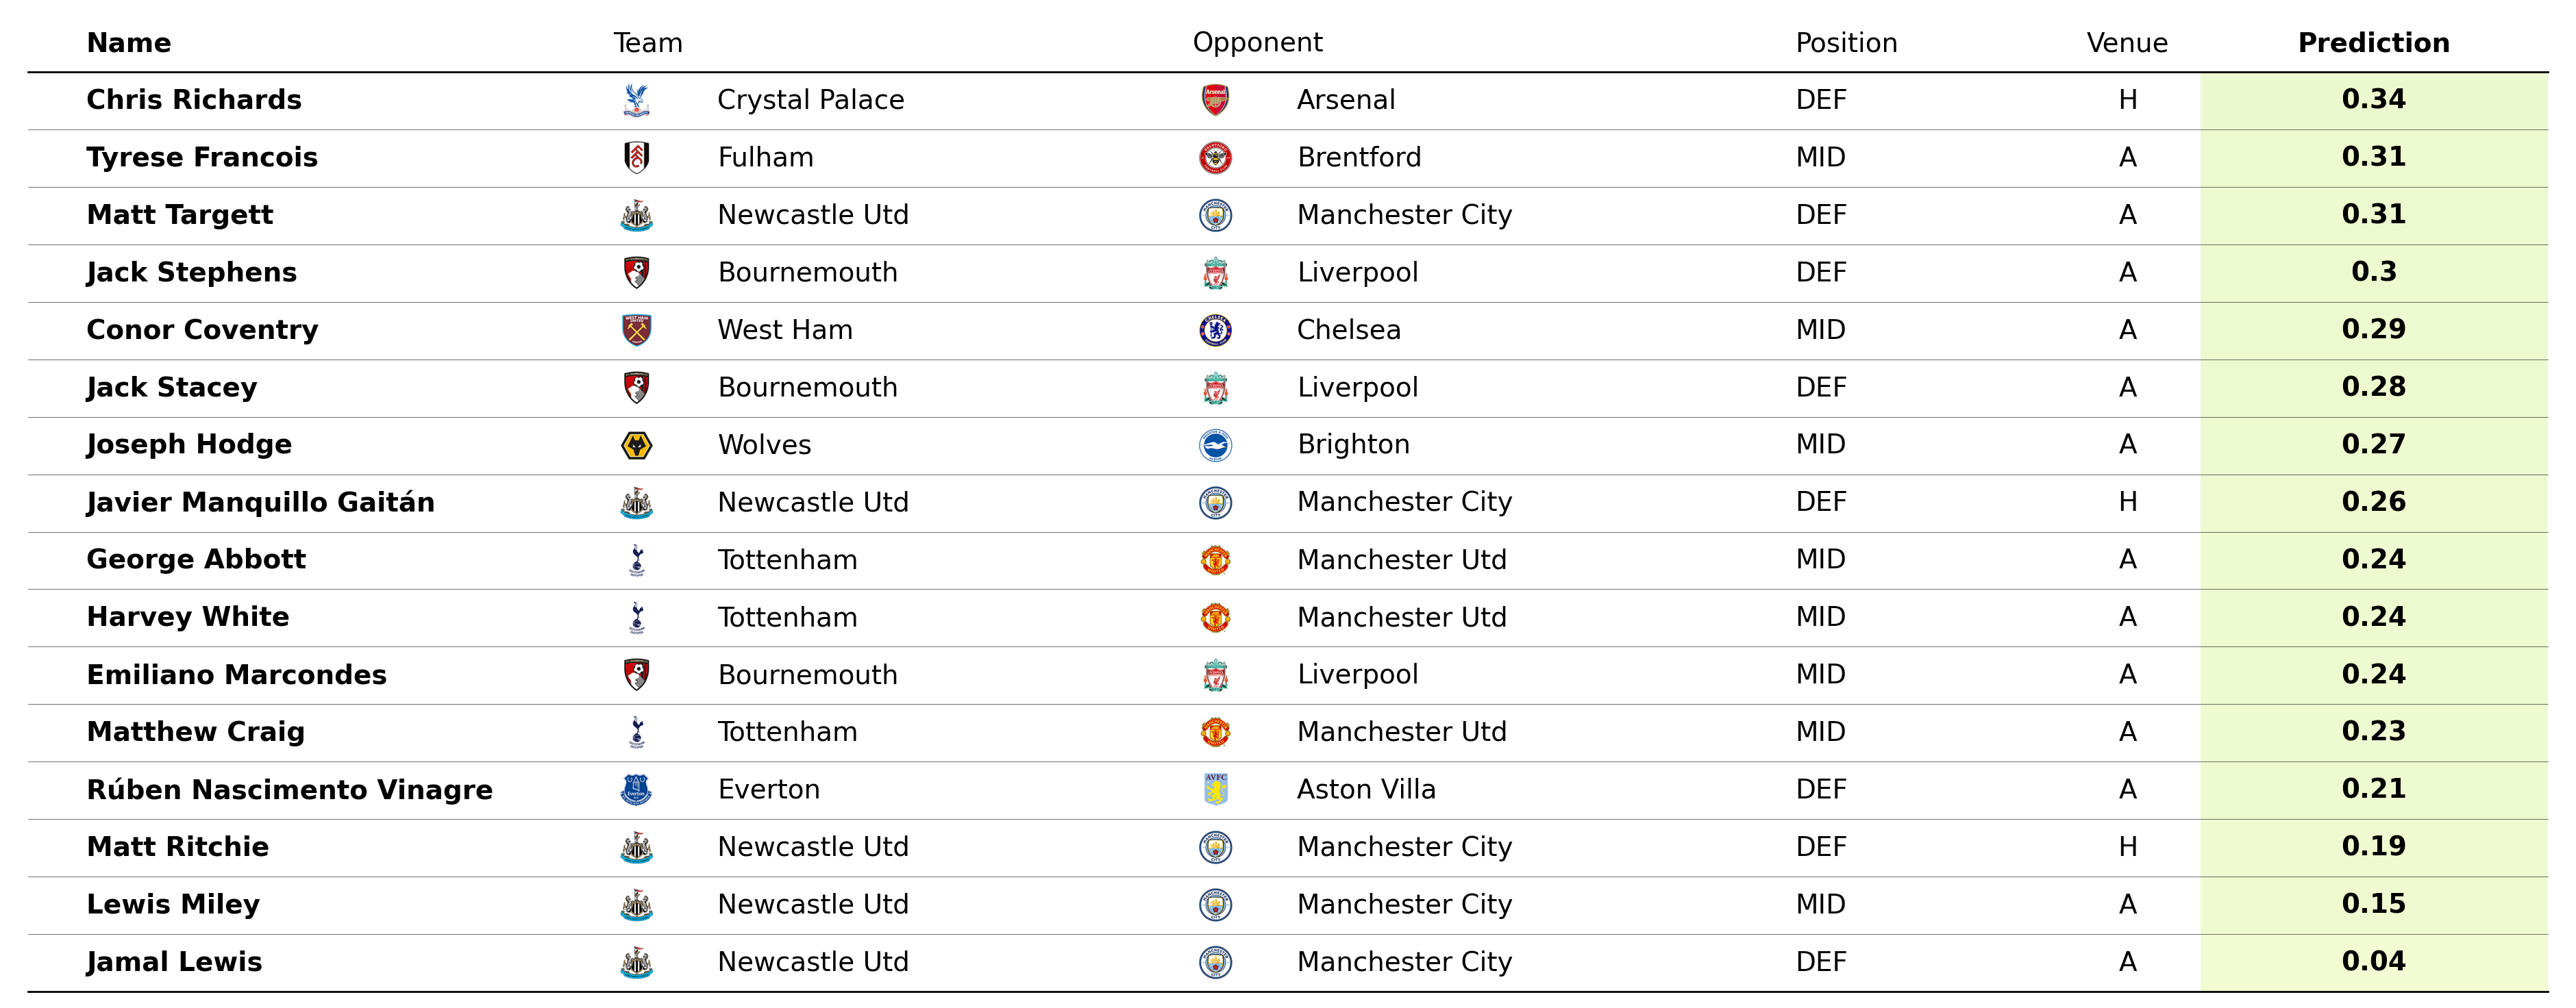 Name Team Opponent Position Venue Prediction
Chris Richards Crystal Palace Arsenal DEF H 0.34
Tyrese Francois Fulham Brentford MID A 0.31
Matt Targett Newcastle Utd Manchester City DEF A 0.31
Jack Stephens Bournemouth Liverpool DEF A 0.3
Conor Coventry West Ham Chelsea MID A 0.29
Jack Stacey Bournemouth Liverpool DEF A 0.28
Joseph Hodge Wolves Brighton MID A 0.27
Javier Manquillo Gaitán Newcastle Utd Manchester City DEF H 0.26
George Abbott Tottenham Manchester Utd MID A 0.24
Harvey White Tottenham Manchester Utd MID A 0.24
Emiliano Marcondes Bournemouth Liverpool MID A 0.24
Matthew Craig Tottenham Manchester Utd MID A 0.23
Rúben Nascimento Vinagre Everton Aston Villa DEF A 0.21
Matt Ritchie Newcastle Utd Manchester City DEF H 0.19
Lewis Miley Newcastle Utd Manchester City MID A 0.15
Jamal Lewis Newcastle Utd Manchester City DEF A 0.04